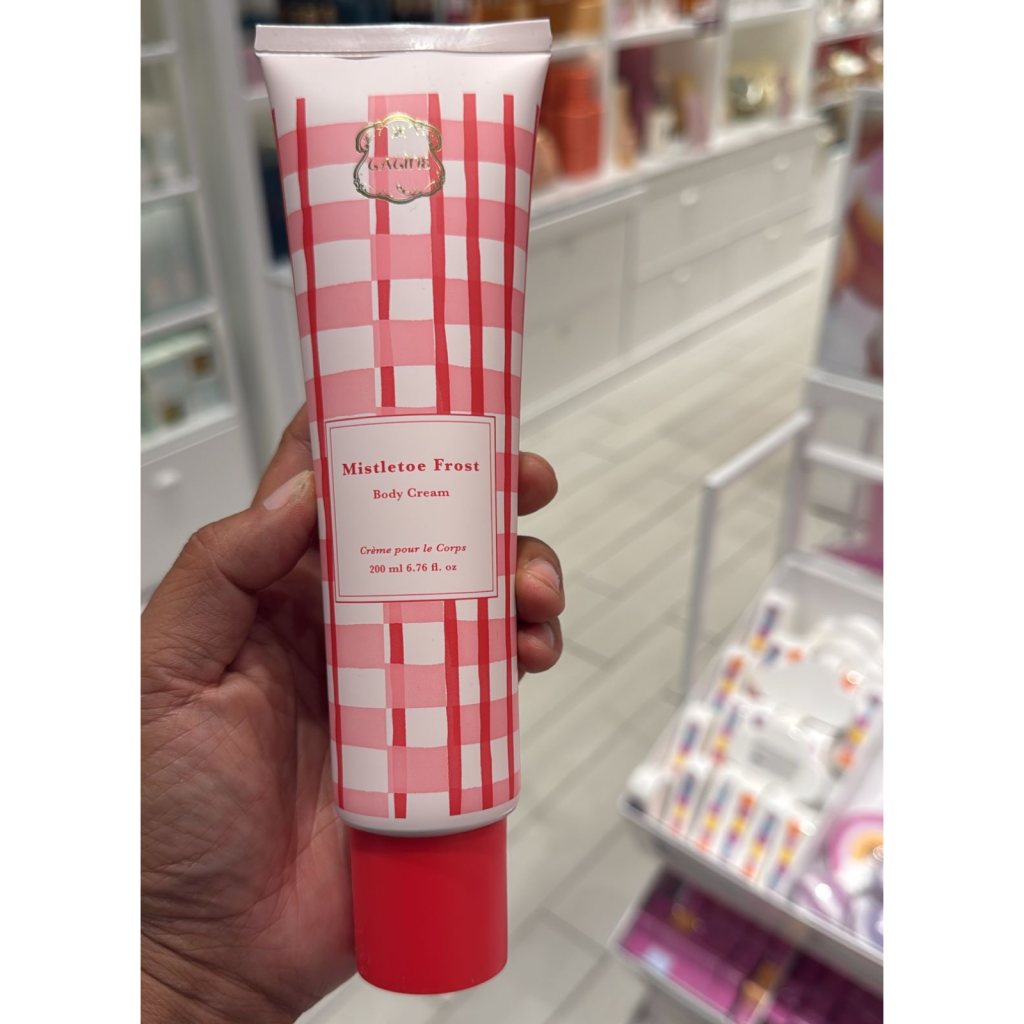 Mistletoe Frost
Body Cream
Crème pour le Corps
200 ml 6.76 fl. oz